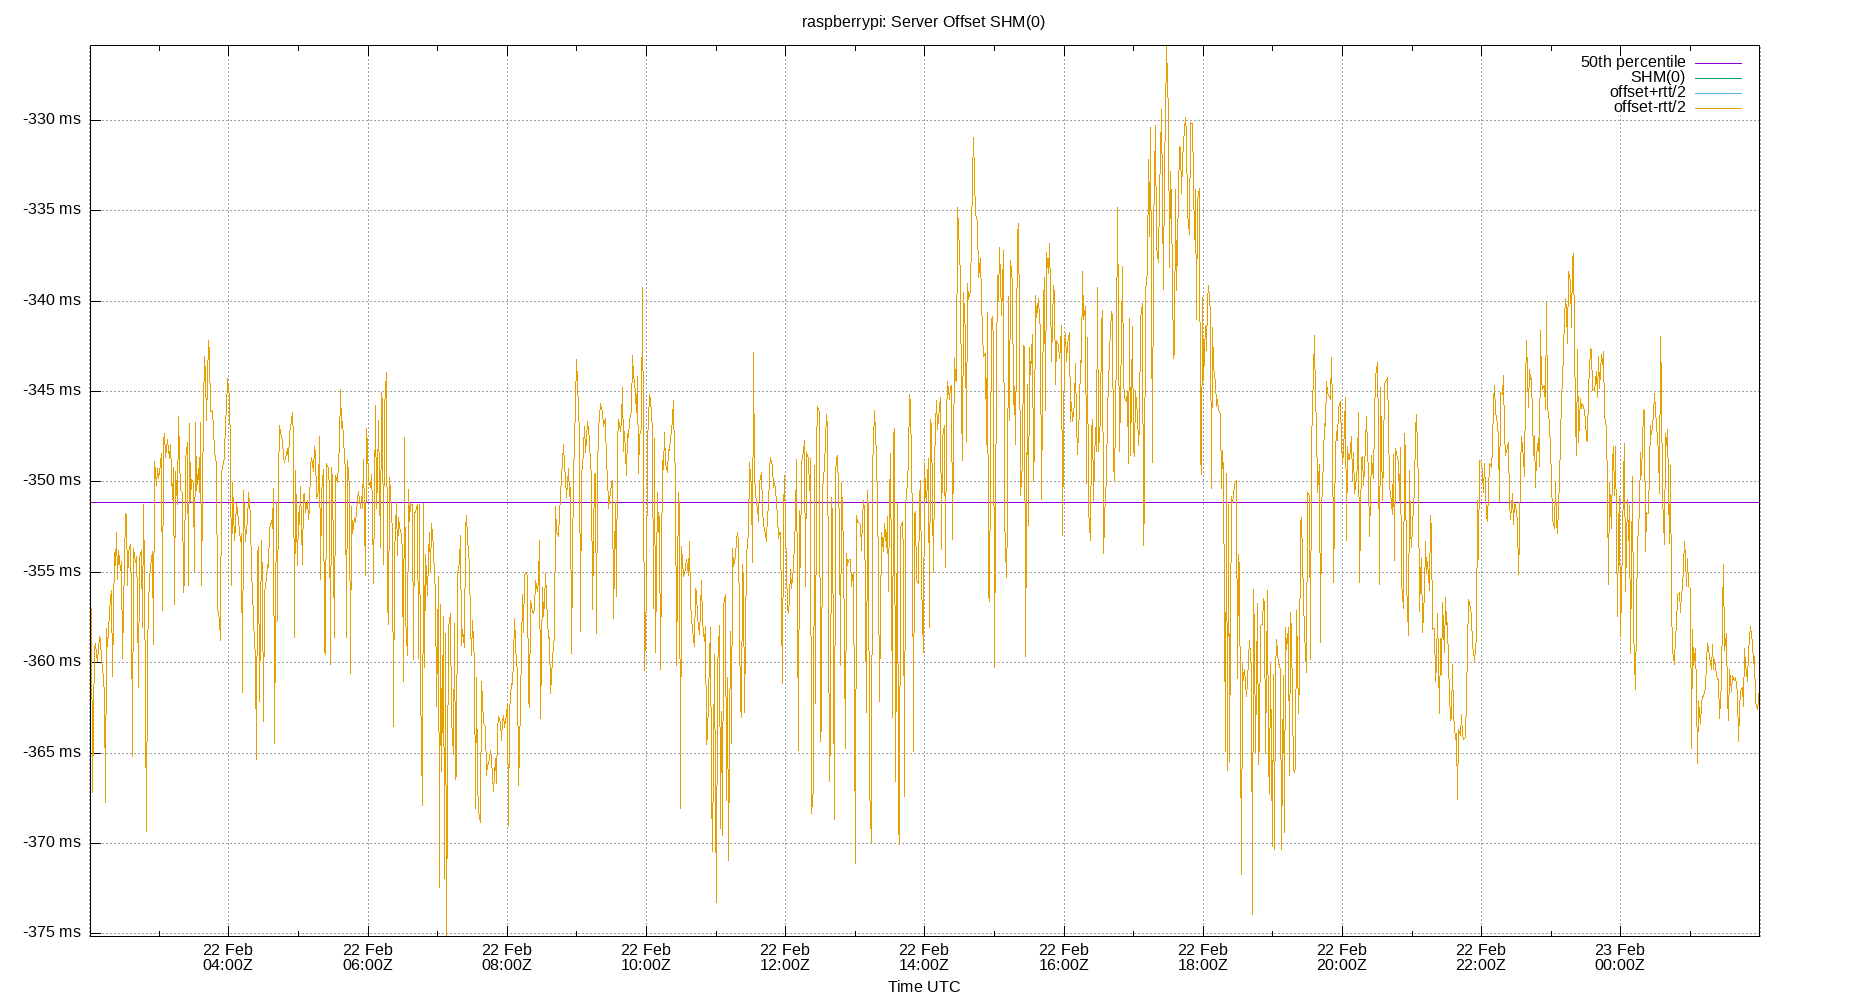 raspberrypi: Server Offset SHM(0)
50th percentile
SHM(0)
offset+rtt/2
offset-rtt/2
-330 ms
-335 ms
-340 ms
-345 ms
-350 ms
-355 ms
-360 ms
-365 ms
-370 ms
-375 ms
22 Feb 22 Feb 22 Feb 22 Feb 22 Feb 22 Feb 22 Feb 22 Feb 22 Feb 22 Feb 23 Feb
04:00Z 06:00Z 08:00Z 10:00Z 12:00Z 14:00Z 16:00Z 18:00Z 20:00Z 22:00Z 00:00Z
Time UTC